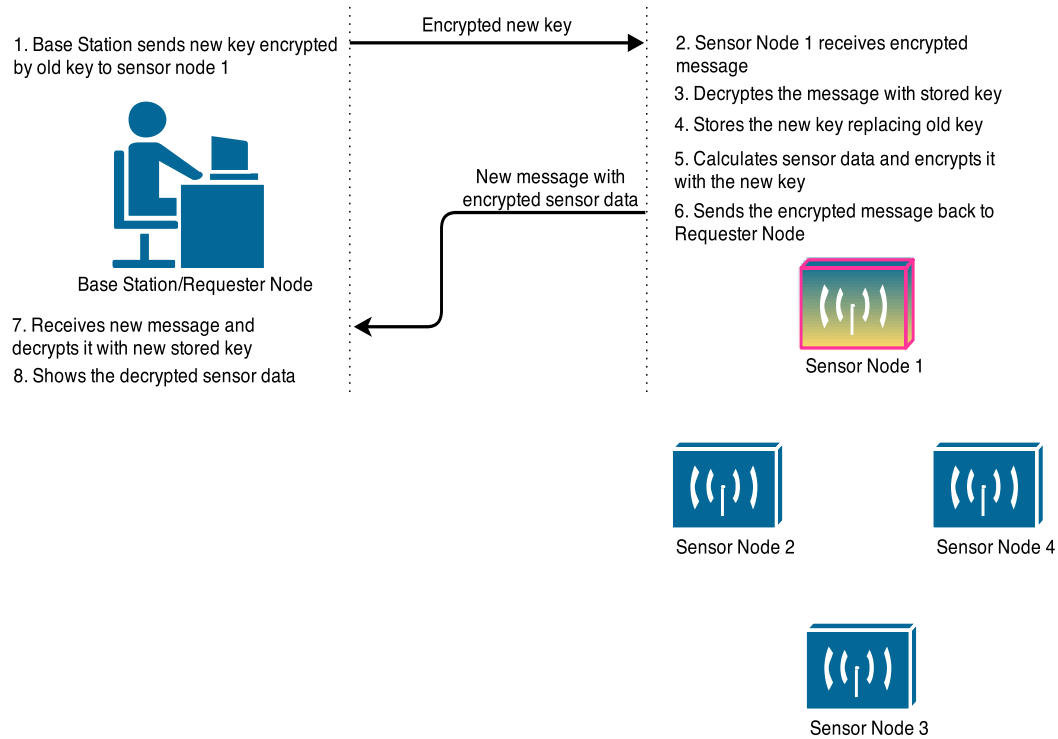 1. Base Station sends new key encrypted
by old key to sensor node 1
Encrypted new key
2. Sensor Node 1 receives encrypted
message
3. Decryptes the message with stored key
4. Stores the new key replacing old key
5. Calculates sensor data and encrypts it
with the new key
6. Sends the encrypted message back to
Requester Node
New message with
encrypted sensor data
Base Station/Requester Node
7. Receives new message and
decrypts it with new stored key
8. Shows the decrypted sensor data
Sensor Node 1
Sensor Node 2
Sensor Node 4
Sensor Node 3